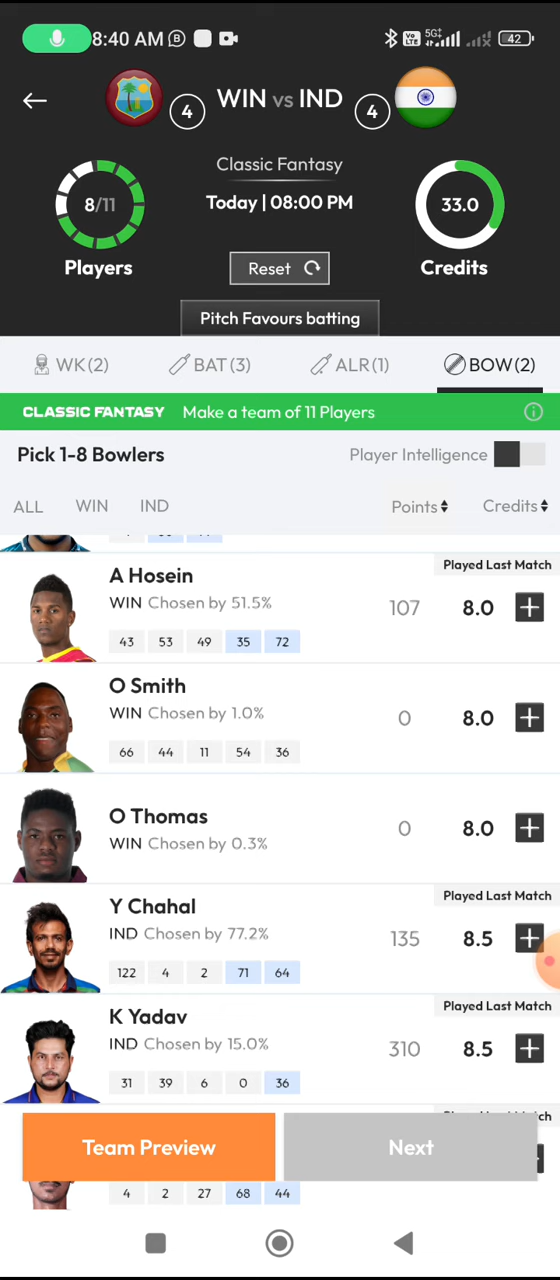 8:40 AM
Vo LTE 5G+ 42
4 WIN vs IND 4
Classic Fantasy
8/11 Today | 08:00 PM 33.0
Players Reset Credits
Pitch Favours batting
WK(2) BAT(3) ALR(1) BOW(2)
CLASSIC FANTASY Make a team of 11 Players
Pick 1-8 Bowlers Player Intelligence
ALL WIN IND Points Credits
Played Last Match
A Hosein
WIN Chosen by 51.5% 107 8.0 +
43 53 49 35 72
O Smith
WIN Chosen by 1.0% 0 8.0 +
66 44 11 54 36
O Thomas
WIN Chosen by 0.3% 0 8.0 +
Played Last Match
Y Chahal
IND Chosen by 77.2% 135 8.5 +
122 4 2 71 64
Played Last Match
K Yadav
IND Chosen by 15.0% 310 8.5 +
31 39 6 0 36
Team Preview Next
4 2 27 68 44